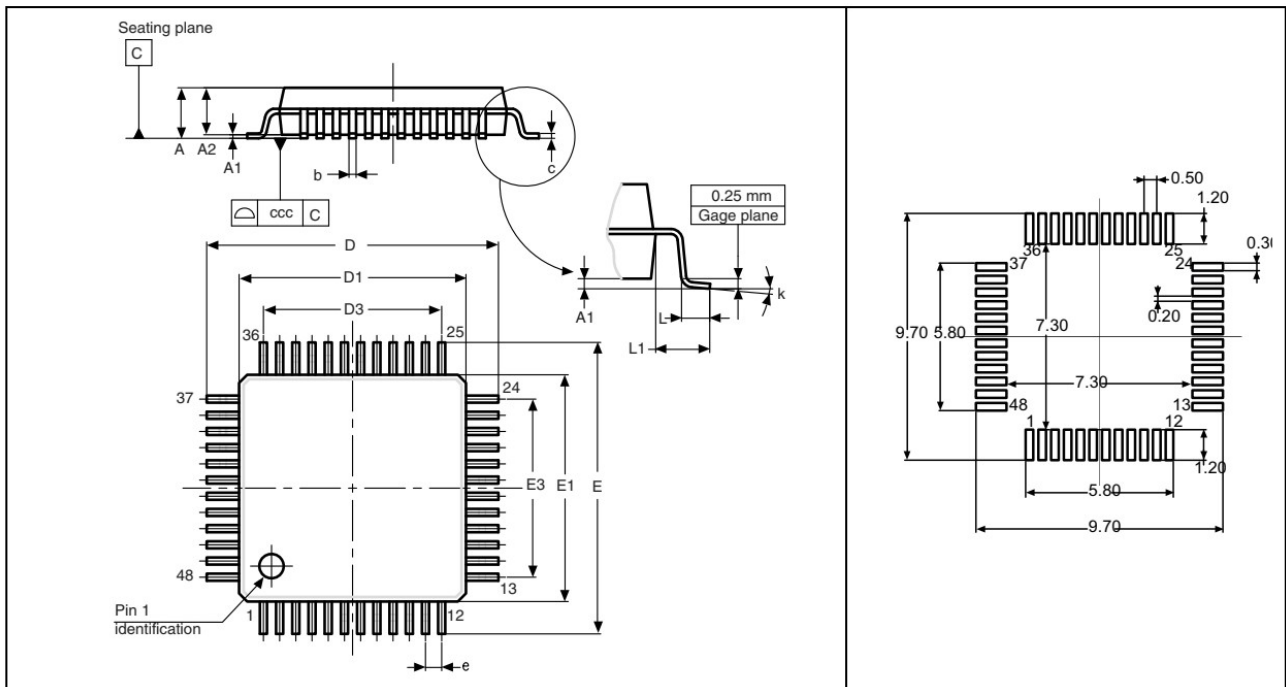 Seating plane
C
A
A2
A1
b
c
ccc
C
0.25 mm
Gage plane
D
D1
D3
A1
L
L1
k
36
25
37
24
E3
E1
E
48
13
Pin 1
identification
1
12
e
0.50
1.20
36
25
0.30
37
24
0.20
9.70
5.80
7.30
7.30
48
13
1
12
1.20
5.80
9.70